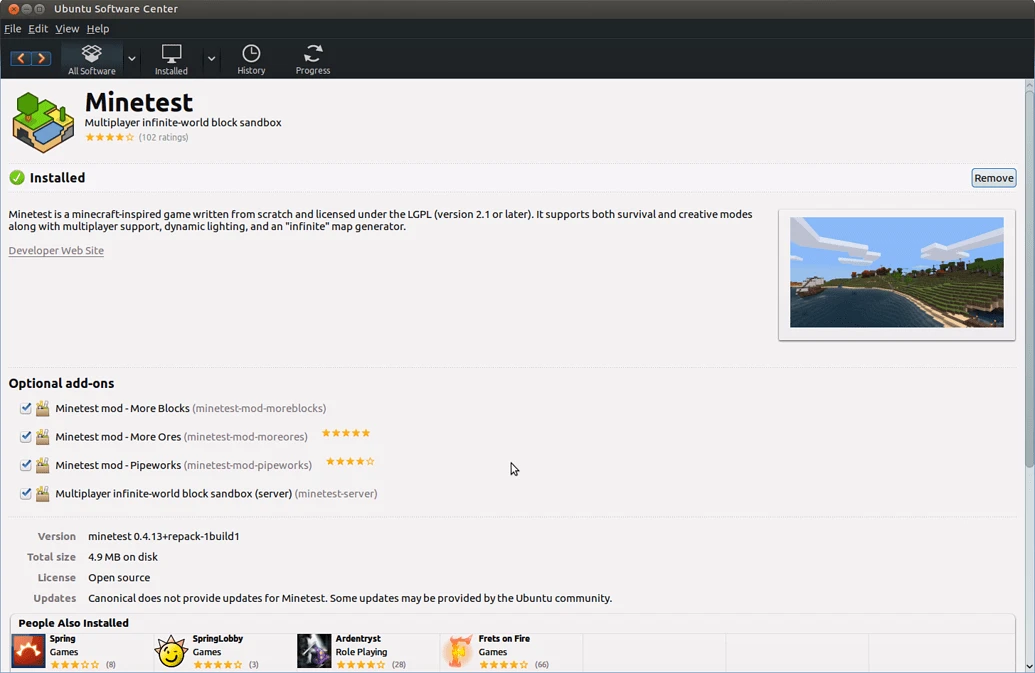 Ubuntu Software Center
File Edit View Help
All Software Installed History Progress
Minetest
Multiplayer infinite-world block sandbox
(102 ratings)
Installed
Remove
Minetest is a minecraft-inspired game written from scratch and licensed under the LGPL (version 2.1 or later). It supports both survival and creative modes
along with multiplayer support, dynamic lighting, and an "infinite" map generator.
Developer Web Site
Optional add-ons
Minetest mod - More Blocks (minetest-mod-moreblocks)
Minetest mod - More Ores (minetest-mod-moreores)
Minetest mod - Pipeworks (minetest-mod-pipeworks)
Multiplayer infinite-world block sandbox (server) (minetest-server)
Version minetest 0.4.13+repack-1build1
Total size 4.9 MB on disk
License Open source
Updates Canonical does not provide updates for Minetest. Some updates may be provided by the Ubuntu community.
People Also Installed
Spring SpringLobby Ardentryst Frets on Fire
Games Games Role Playing Games
(8) (3) (28) (66)